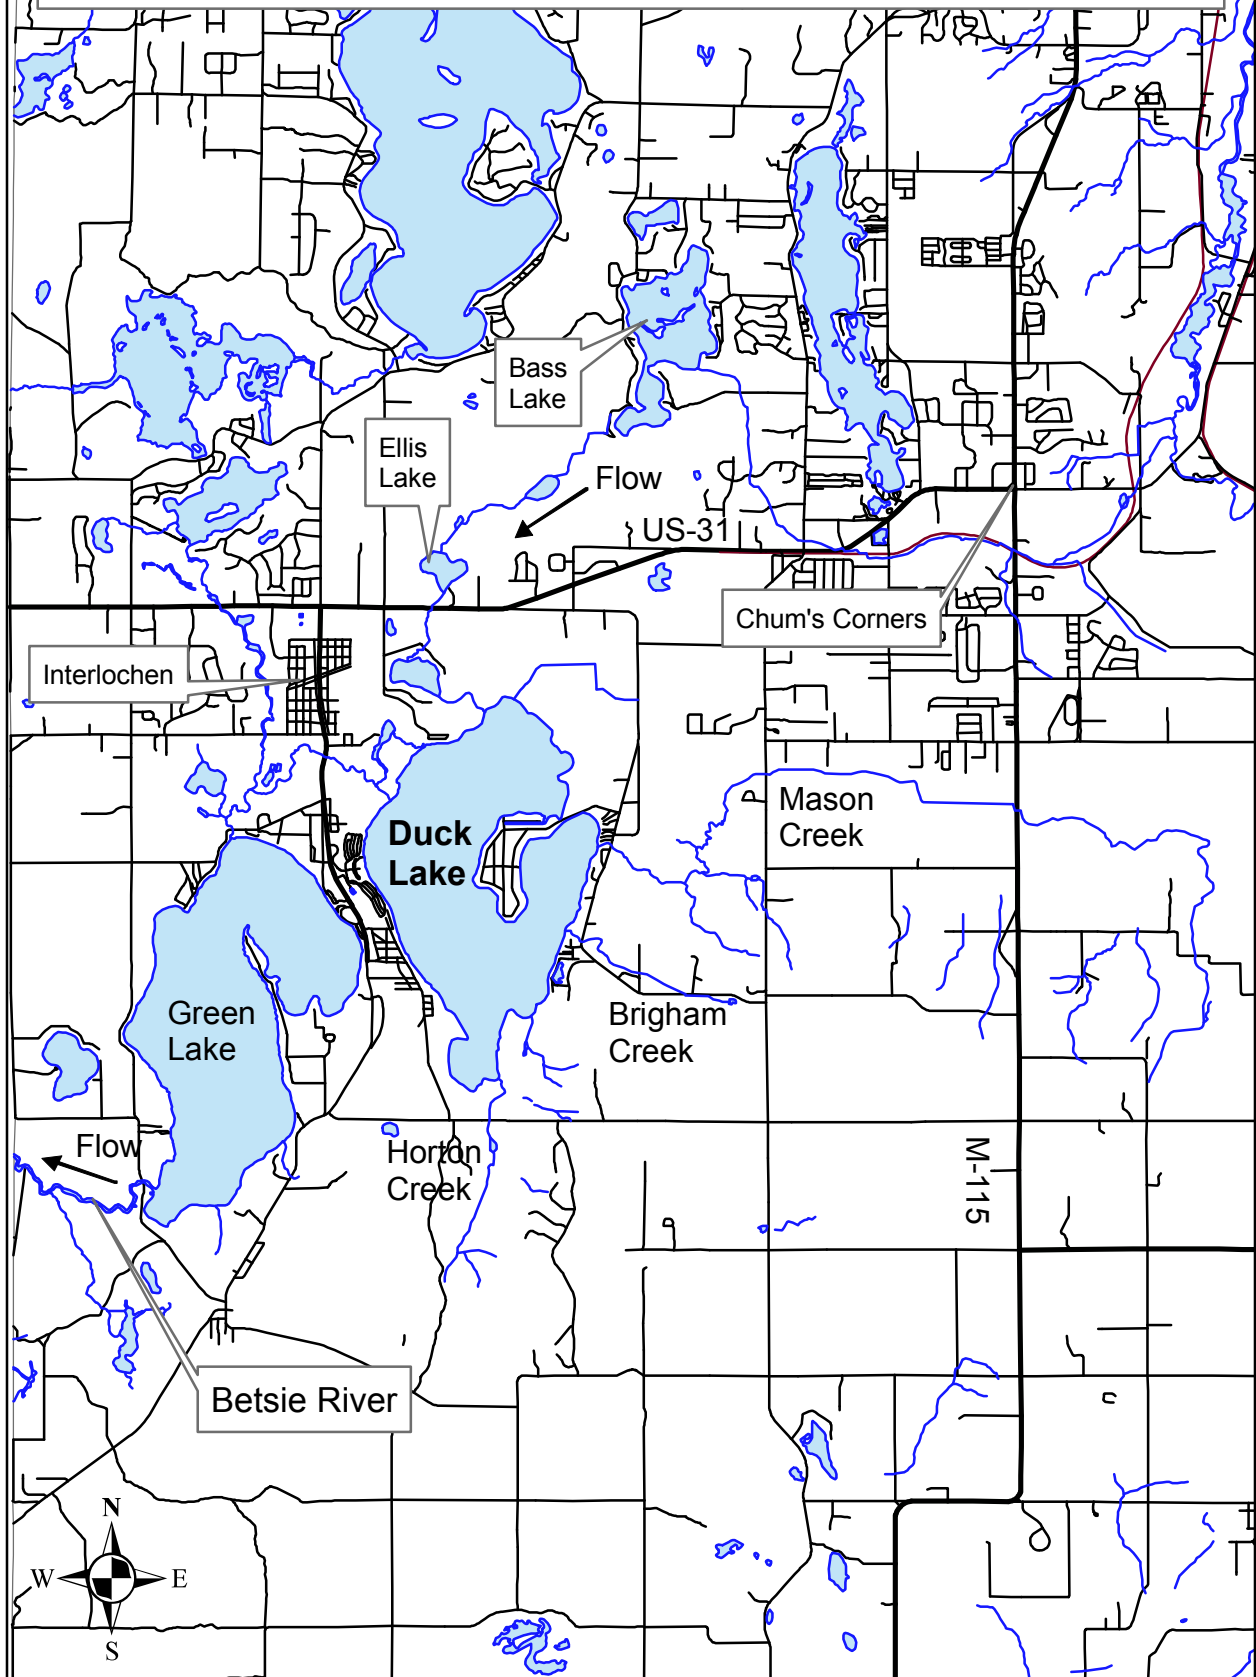 Bass
Lake
Ellis
Lake
Flow
US-31
Chum's Corners
Interlochen
Mason
Creek
Duck
Lake
Green
Lake
Brigham
Creek
Flow
Horton
Creek
M-115
Betsie River
N
W
E
S